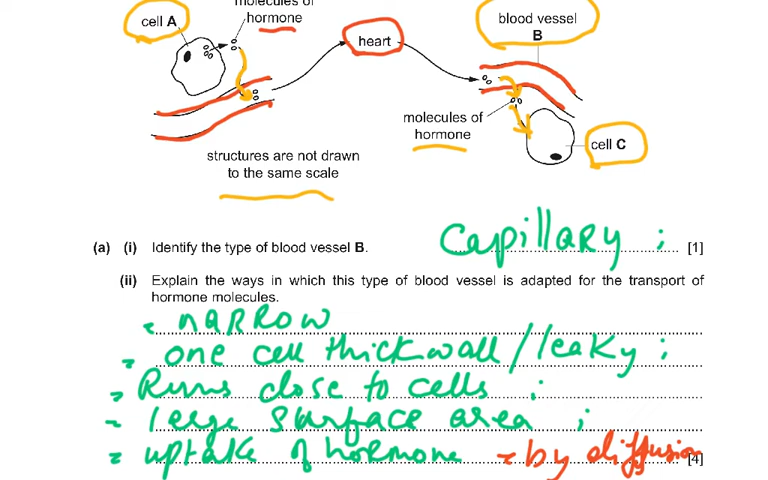 molecules of
hormone
cell A
heart
blood vessel
B
molecules of
hormone
cell C
structures are not drawn
to the same scale
(a) (i) Identify the type of blood vessel B. CapillaRy ; [1]
(ii) Explain the ways in which this type of blood vessel is adapted for the transport of
hormone molecules.
- NARROW
- one cell thick wall / leaky ;
- Runs close to cells ;
- large surface area ;
- uptake of hormone - by diffusion [4]